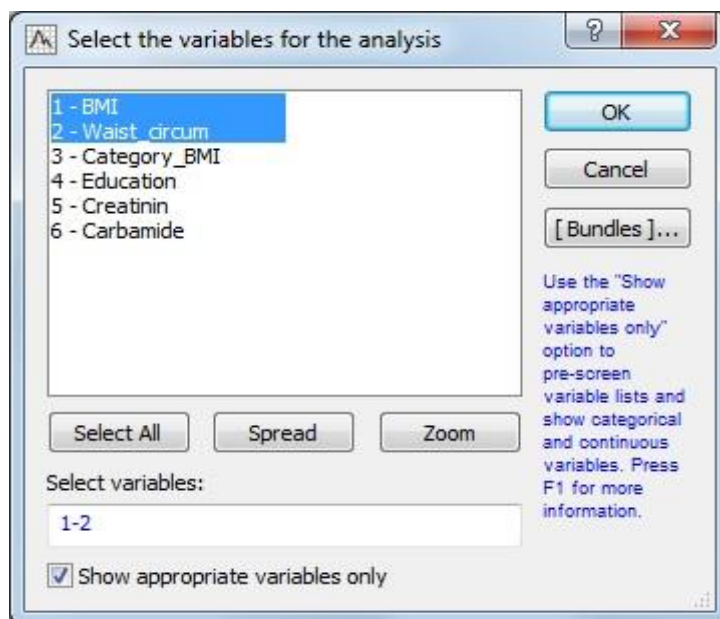 Select the variables for the analysis
?
X
1 - BMI
2 - Waist_circum
3 - Category_BMI
4 - Education
5 - Creatinin
6 - Carbamide
OK
Cancel
[ Bundles ]...
Use the "Show
appropriate
variables only"
option to
pre-screen
variable lists and
show categorical
and continuous
variables. Press
F1 for more
information.
Select All
Spread
Zoom
Select variables:
1-2
Show appropriate variables only